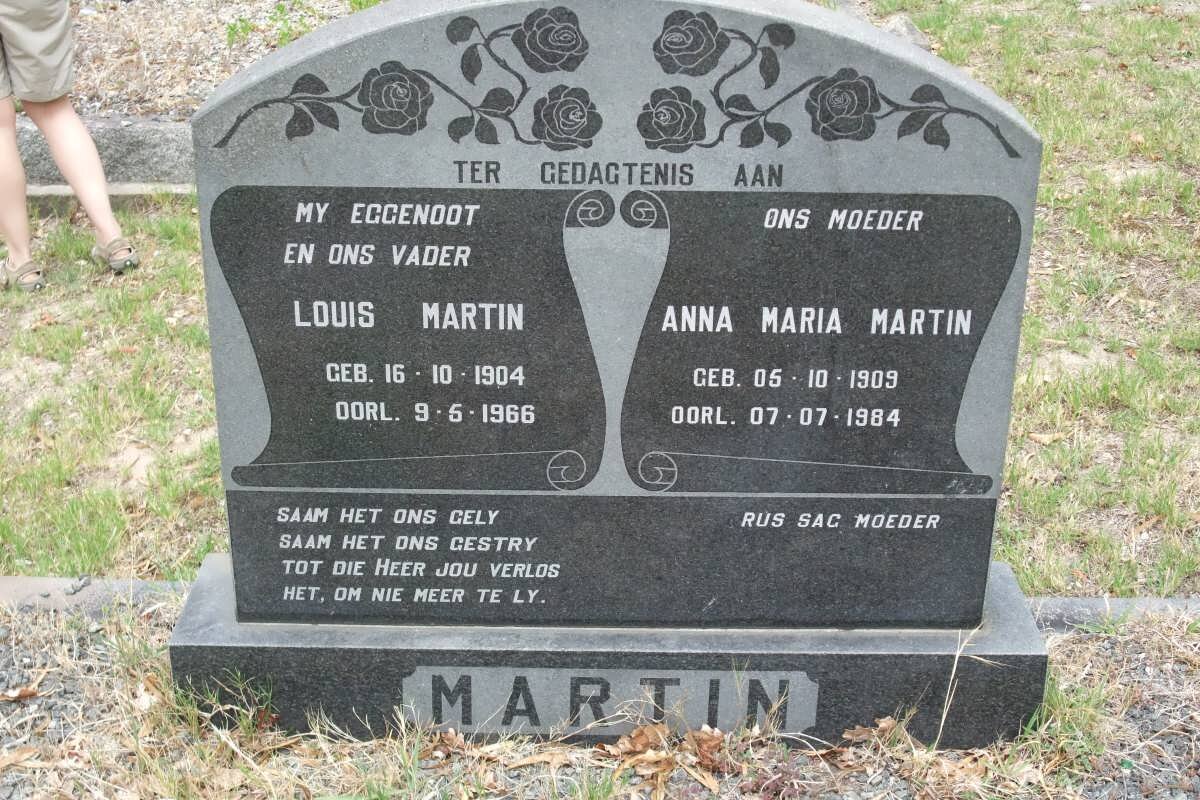 TER GEDAGTENIS AAN
MY EGGENOOT
EN ONS VADER
LOUIS MARTIN
GEB. 16·10·1904
OORL. 9·5·1966
ONS MOEDER
ANNA MARIA MARTIN
GEB. 05·10·1909
OORL. 07·07·1984
SAAM HET ONS GELY
SAAM HET ONS GESTRY
TOT DIE HEER JOU VERLOS
HET, OM NIE MEER TE LY.
RUS SAG MOEDER
MARTIN